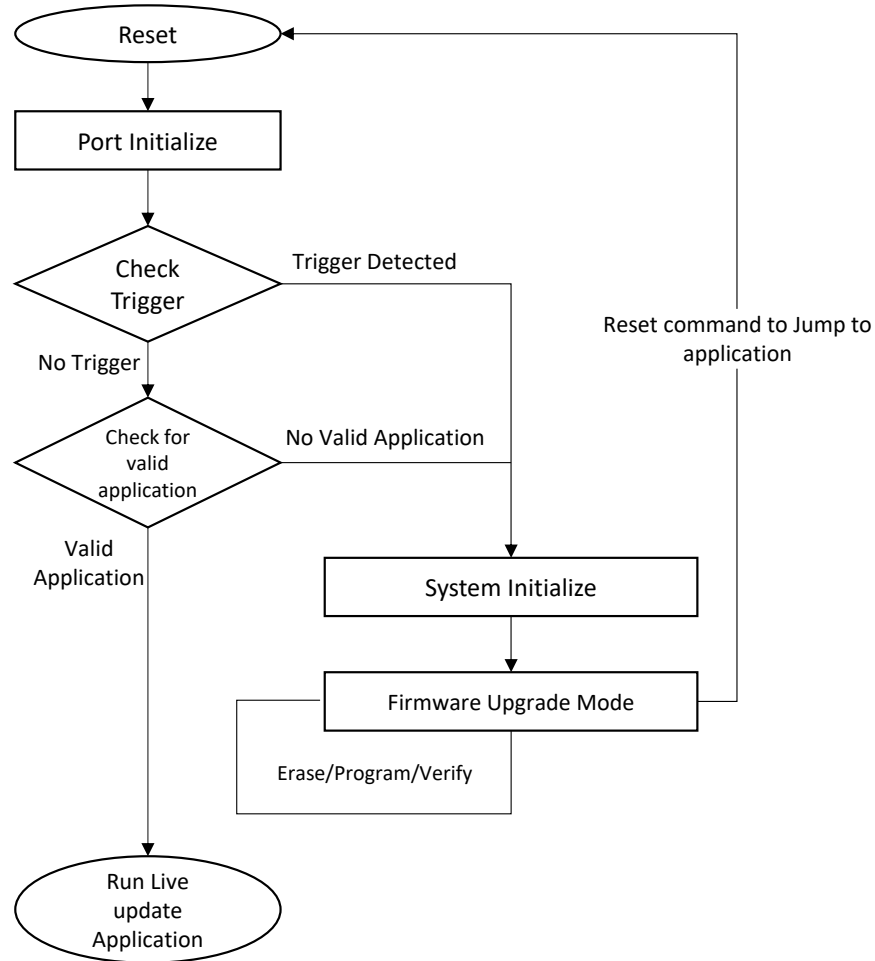 Reset
Port Initialize
Check
Trigger
Trigger Detected
Reset command to Jump to
application
No Trigger
Check for
valid
application
No Valid Application
Valid
Application
System Initialize
Firmware Upgrade Mode
Erase/Program/Verify
Run Live
update
Application